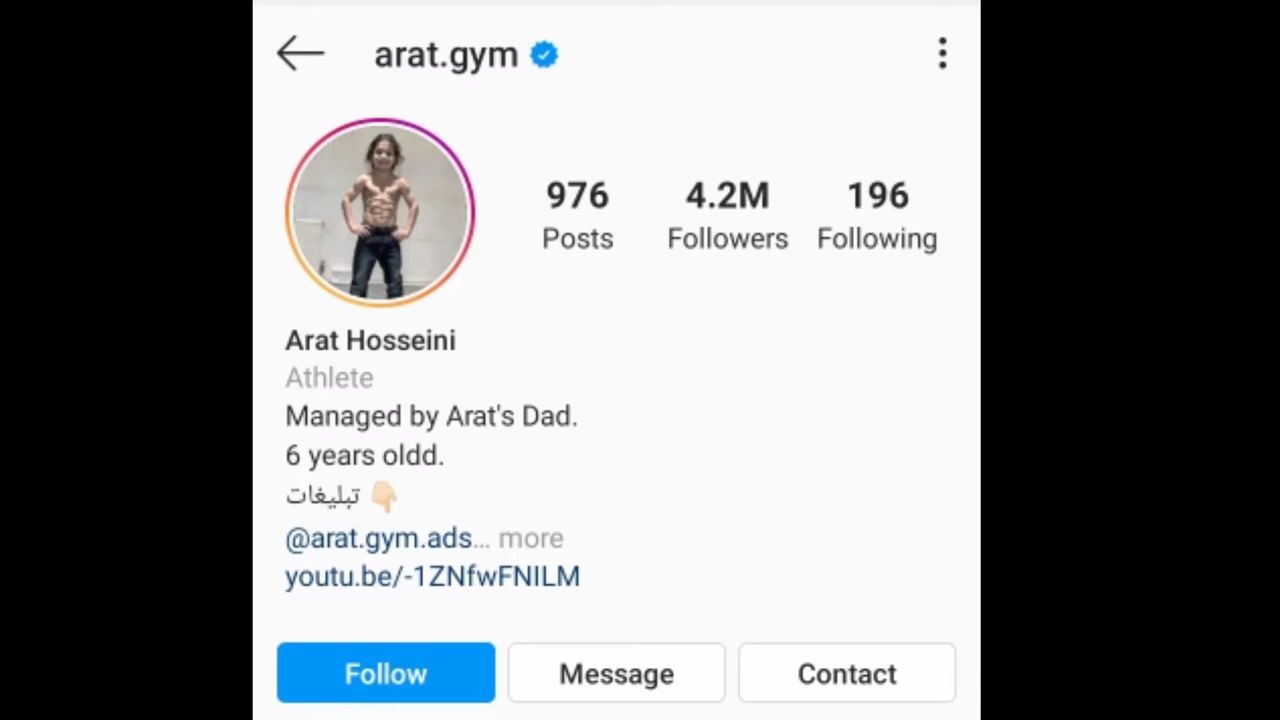 arat.gym
976 4.2M 196
Posts Followers Following
Arat Hosseini
Athlete
Managed by Arat's Dad.
6 years oldd.
تبلیغات 👇🏻
@arat.gym.ads... more
youtu.be/-1ZNfwFNILM
Follow Message Contact